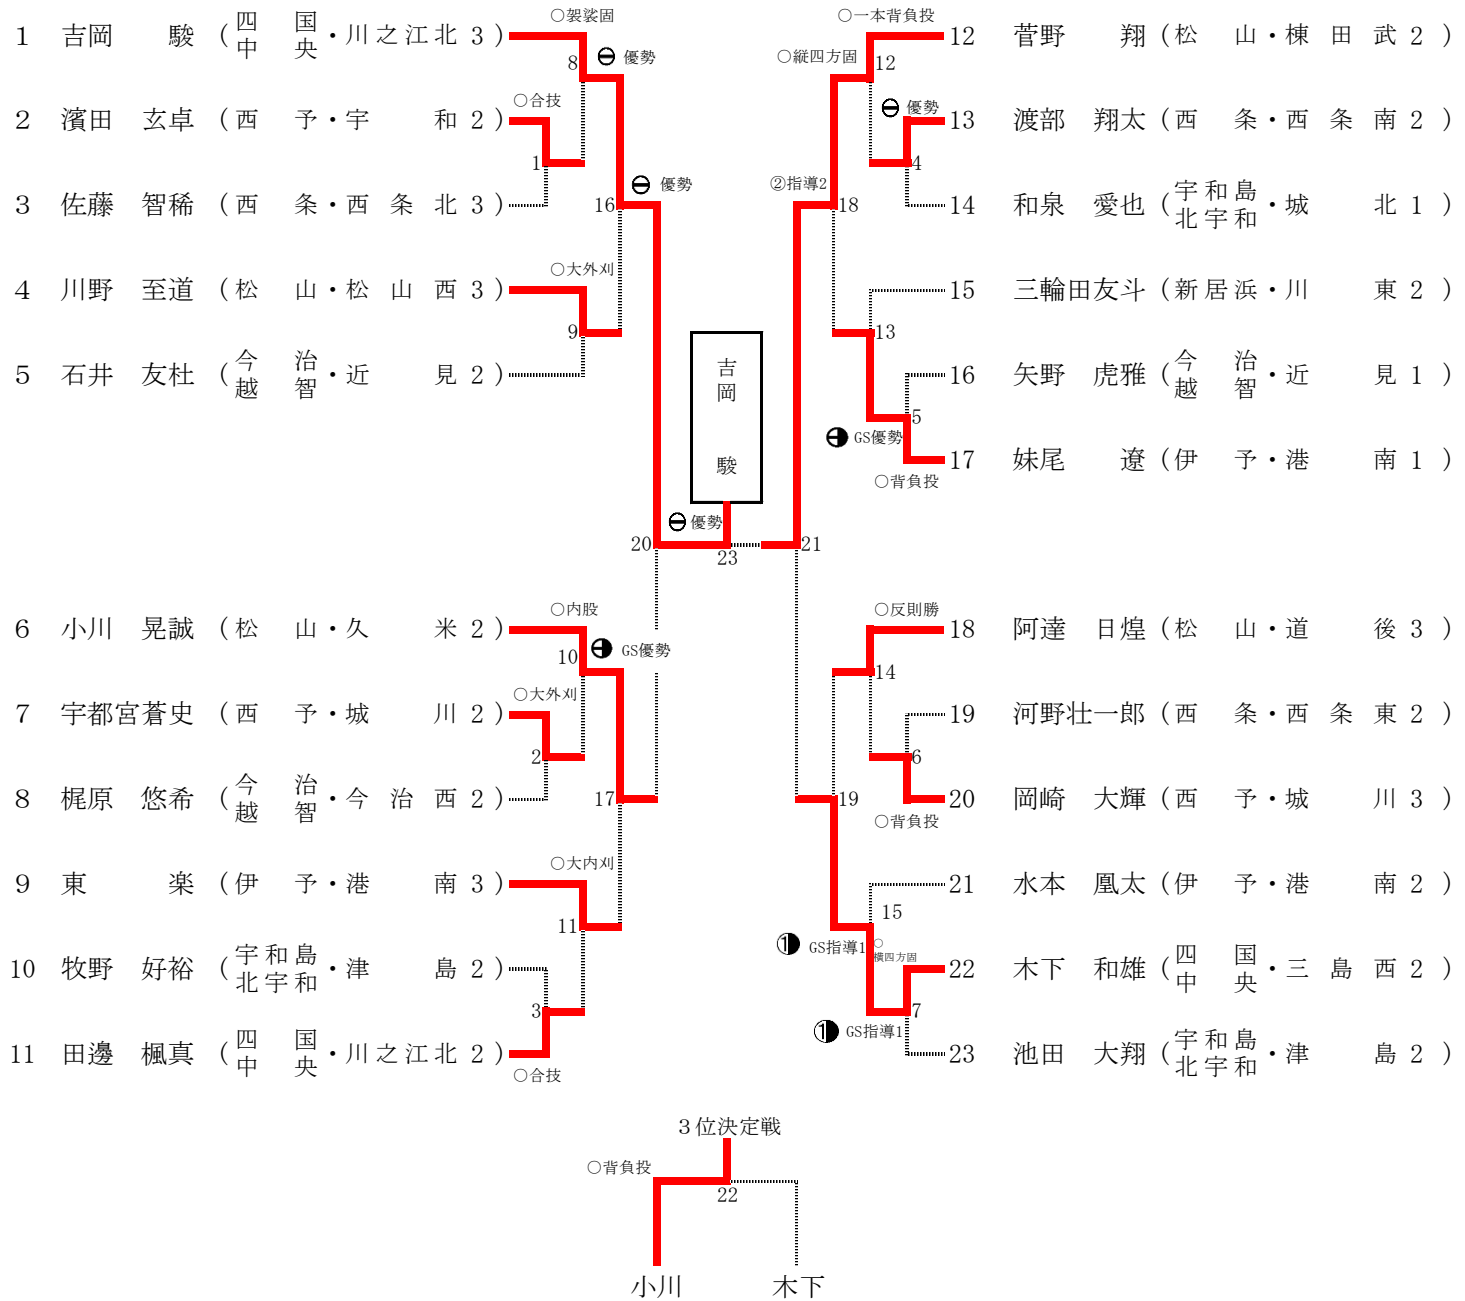 1 吉岡 駿 (四国中央・川之江北 3)
2 濱田 玄卓 (西予・宇和 2)
3 佐藤 智稀 (西条・西条北 3)
4 川野 至道 (松山・松山西 3)
5 石井 友杜 (今治越智・近見 2)
6 小川 晃誠 (松山・久米 2)
7 宇都宮蒼史 (西予・城川 2)
8 梶原 悠希 (今治越智・今治西 2)
9 東 楽 (伊予・港南 3)
10 牧野 好裕 (宇和島北宇和・津島 2)
11 田邊 楓真 (四国中央・川之江北 2)
○袈裟固
8
優勢
○合技
1
優勢
16
○大外刈
9
20
優勢
吉岡 駿
23
○内股
10
GS優勢
○大外刈
2
17
○大内刈
11
3
○合技
○一本背負投
12
○縦四方固
優勢
4
②指導2
18
13
5
GS優勢
○背負投
21
○反則勝
14
6
○背負投
19
15
GS指導1
○
横四方固
7
GS指導1
12 菅野 翔 (松山・棟田武 2)
13 渡部 翔太 (西条・西条南 2)
14 和泉 愛也 (宇和島北宇和・城北 1)
15 三輪田友斗 (新居浜・川東 2)
16 矢野 虎雅 (今治越智・近見 1)
17 妹尾 遼 (伊予・港南 1)
18 阿達 日煌 (松山・道後 3)
19 河野壮一郎 (西条・西条東 2)
20 岡崎 大輝 (西予・城川 3)
21 水本 凰太 (伊予・港南 2)
22 木下 和雄 (四国中央・三島西 2)
23 池田 大翔 (宇和島北宇和・津島 2)
3位決定戦
○背負投
22
小川 木下